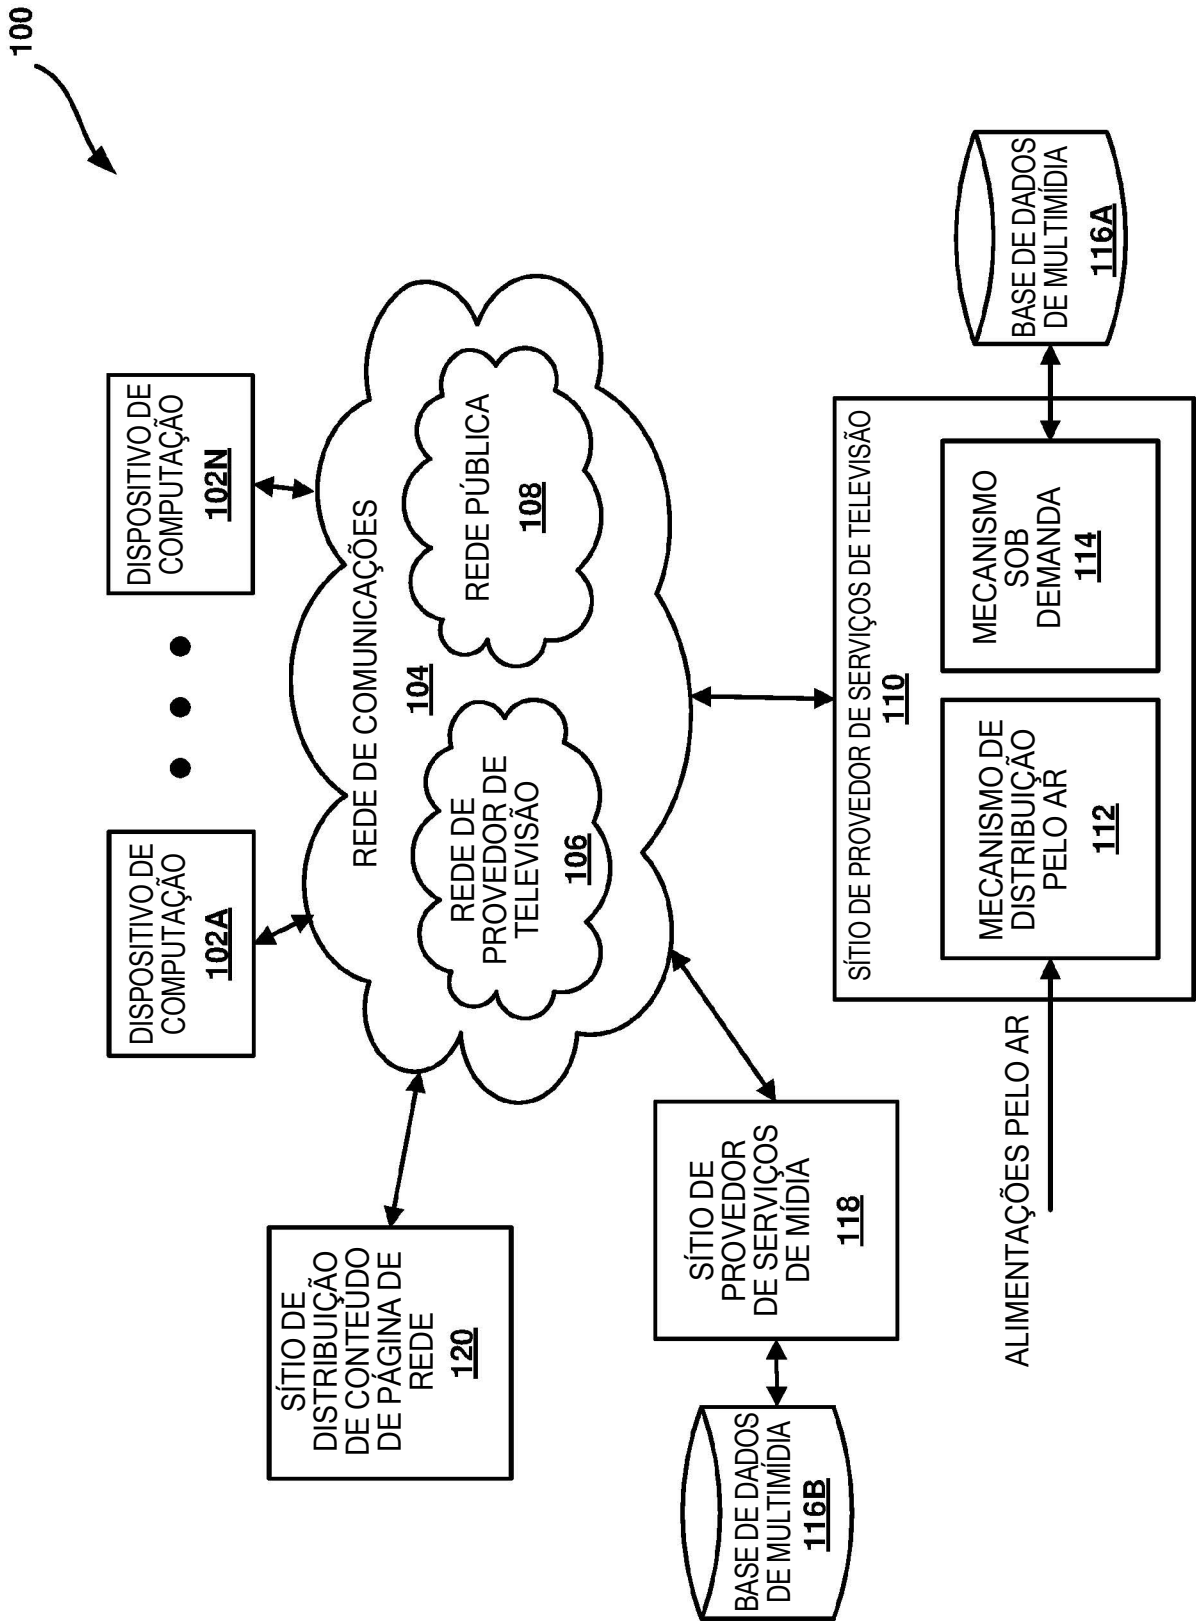 100
DISPOSITIVO DE
COMPUTAÇÃO
102A
DISPOSITIVO DE
COMPUTAÇÃO
102N
SÍTIO DE
DISTRIBUIÇÃO
DE CONTEÚDO
DE PÁGINA DE
REDE
120
REDE DE COMUNICAÇÕES
104
REDE DE
PROVEDOR DE
TELEVISÃO
106
REDE PÚBLICA
108
BASE DE DADOS
DE MULTIMÍDIA
116B
SÍTIO DE
PROVEDOR
DE SERVIÇOS
DE MÍDIA
118
SÍTIO DE PROVEDOR DE SERVIÇOS DE TELEVISÃO
110
ALIMENTAÇÕES PELO AR
MECANISMO DE
DISTRIBUIÇÃO
PELO AR
112
MECANISMO
SOB
DEMANDA
114
BASE DE DADOS
DE MULTIMÍDIA
116A